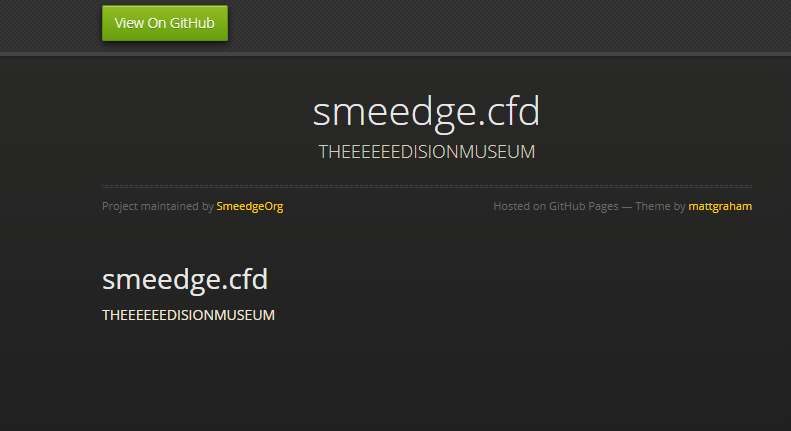 View On GitHub
smeedge.cfd
THEEEEEEDISIONMUSEUM
Project maintained by SmeedgeOrg
Hosted on GitHub Pages — Theme by mattgraham
smeedge.cfd
THEEEEEEDISIONMUSEUM